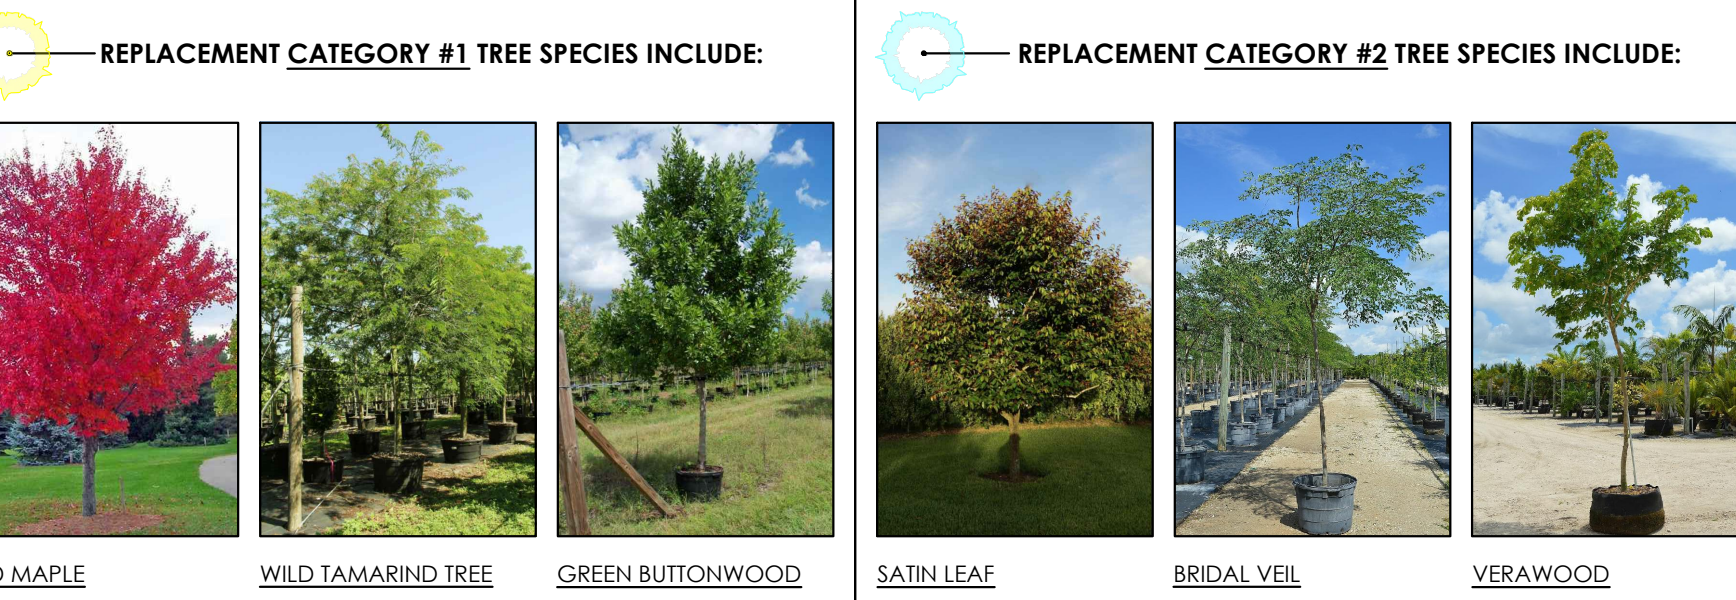 REPLACEMENT CATEGORY #1 TREE SPECIES INCLUDE:
MAPLE
WILD TAMARIND TREE
GREEN BUTTONWOOD
REPLACEMENT CATEGORY #2 TREE SPECIES INCLUDE:
SATIN LEAF
BRIDAL VEIL
VERAWOOD